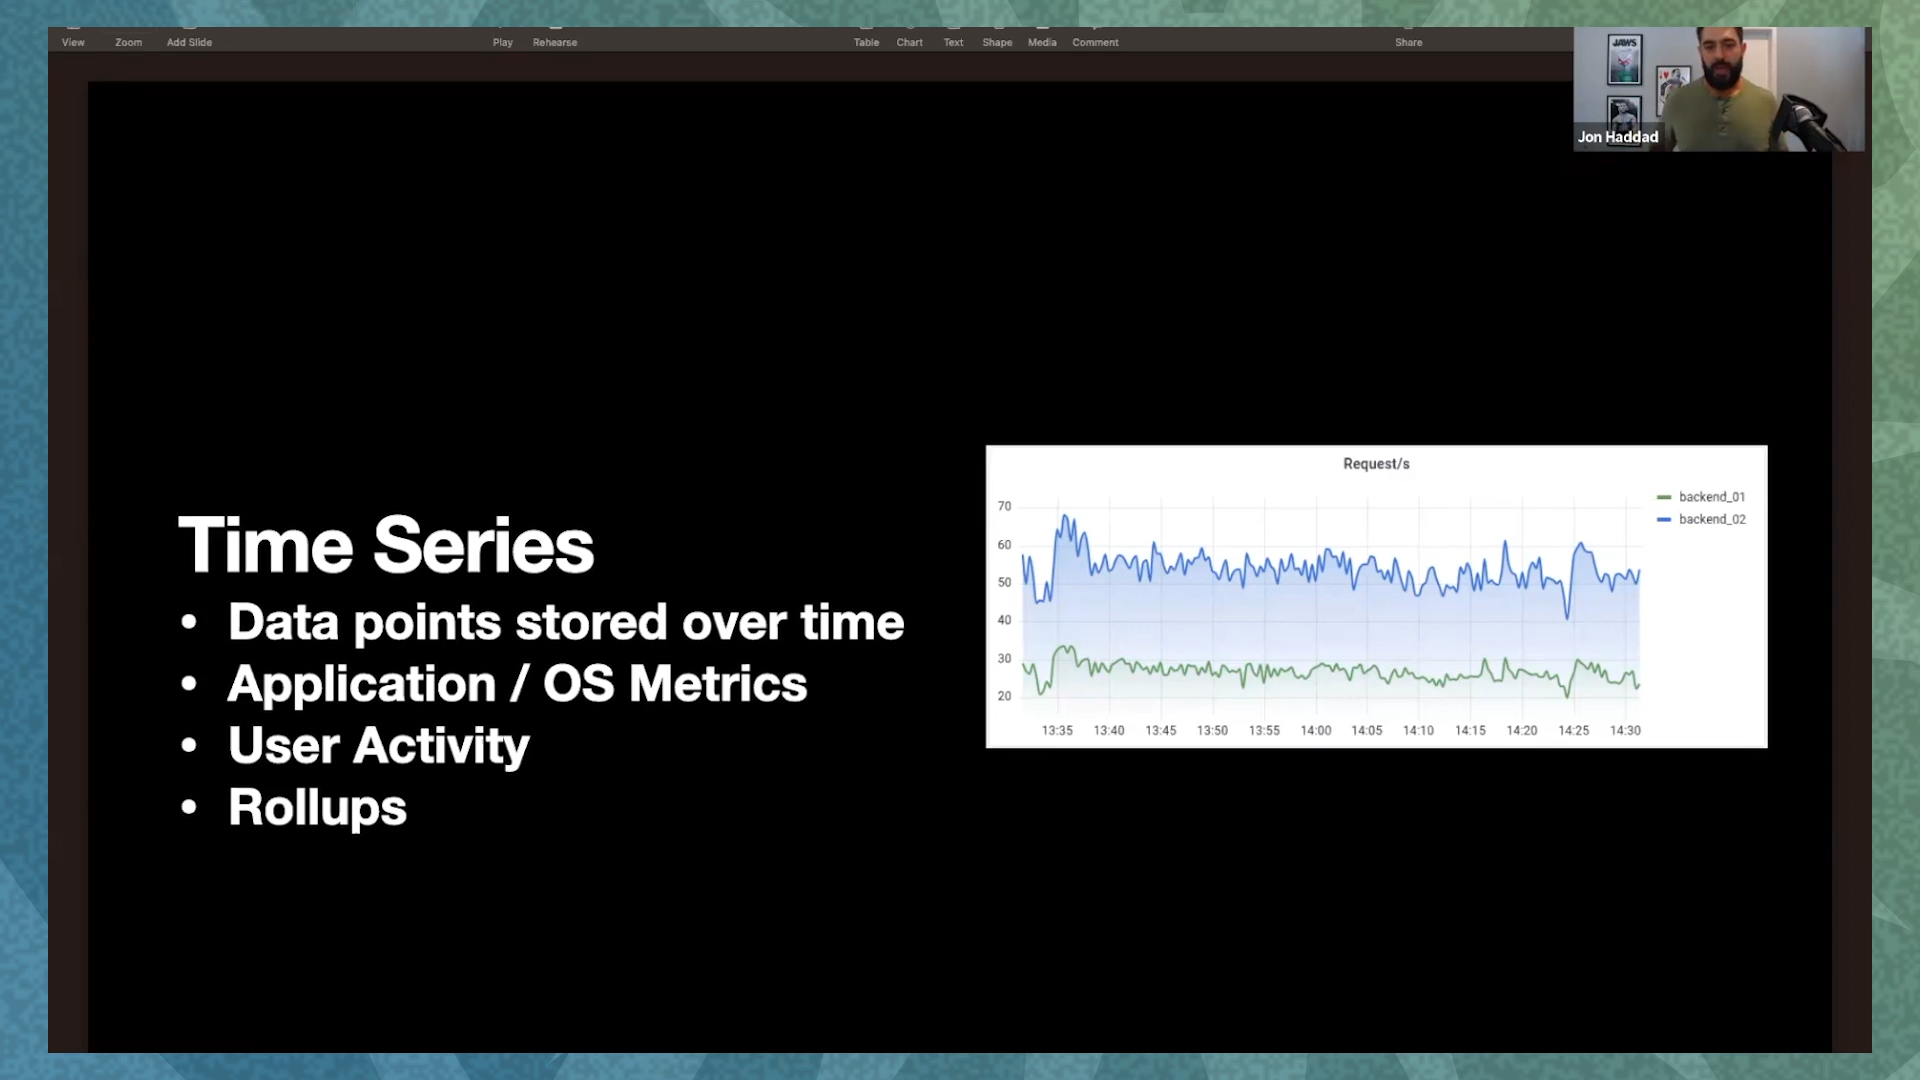 View Zoom Add Slide Play Rehearse Table Chart Text Shape Media Comment Share
JAWS
Jon Haddad
Time Series
• Data points stored over time
• Application / OS Metrics
• User Activity
• Rollups
Request/s
70
60
50
40
30
20
13:35 13:40 13:45 13:50 13:55 14:00 14:05 14:10 14:15 14:20 14:25 14:30
backend_01
backend_02